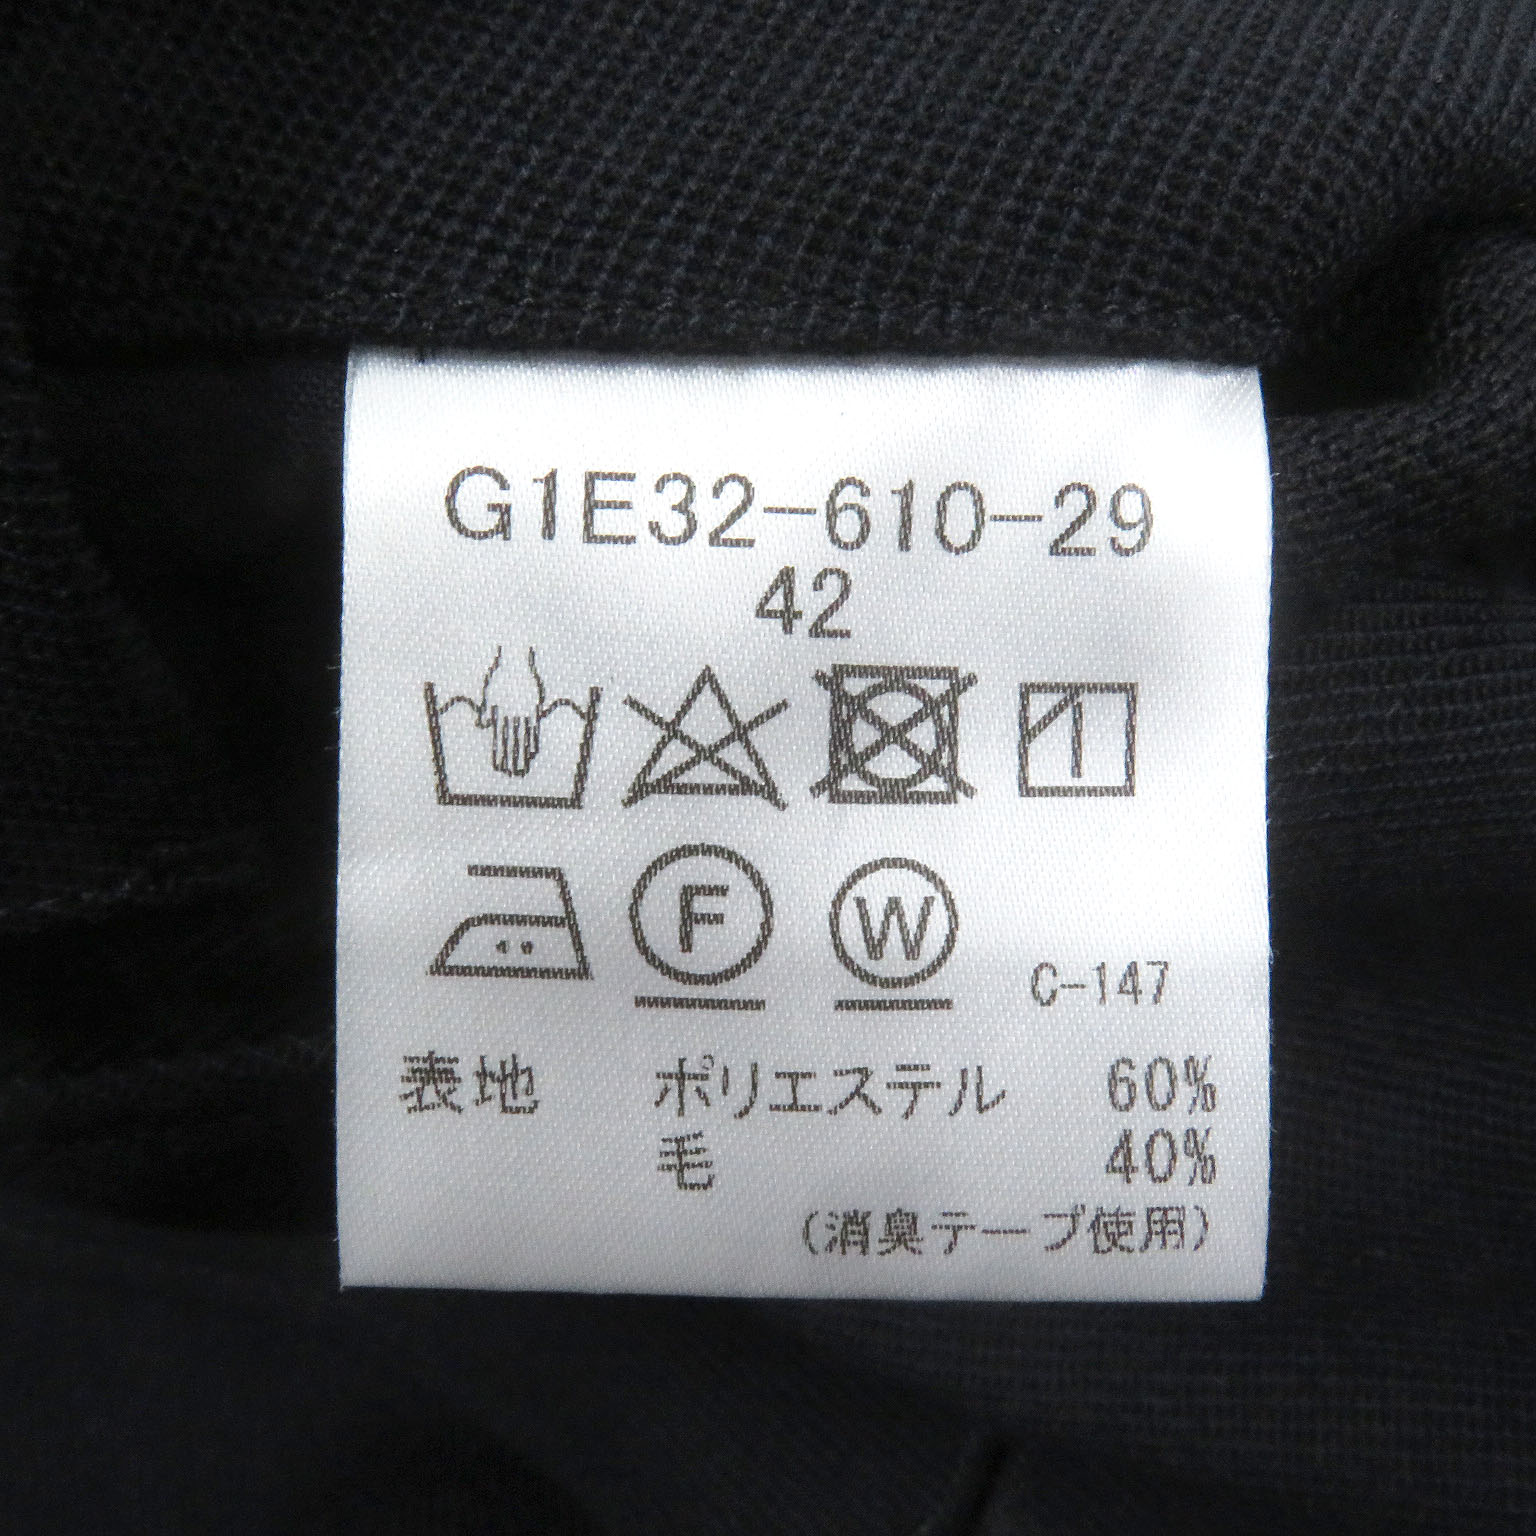 G1E32-610-29
42
F W C-147
表地 ポリエステル 60%
毛 40%
(消臭テープ使用)